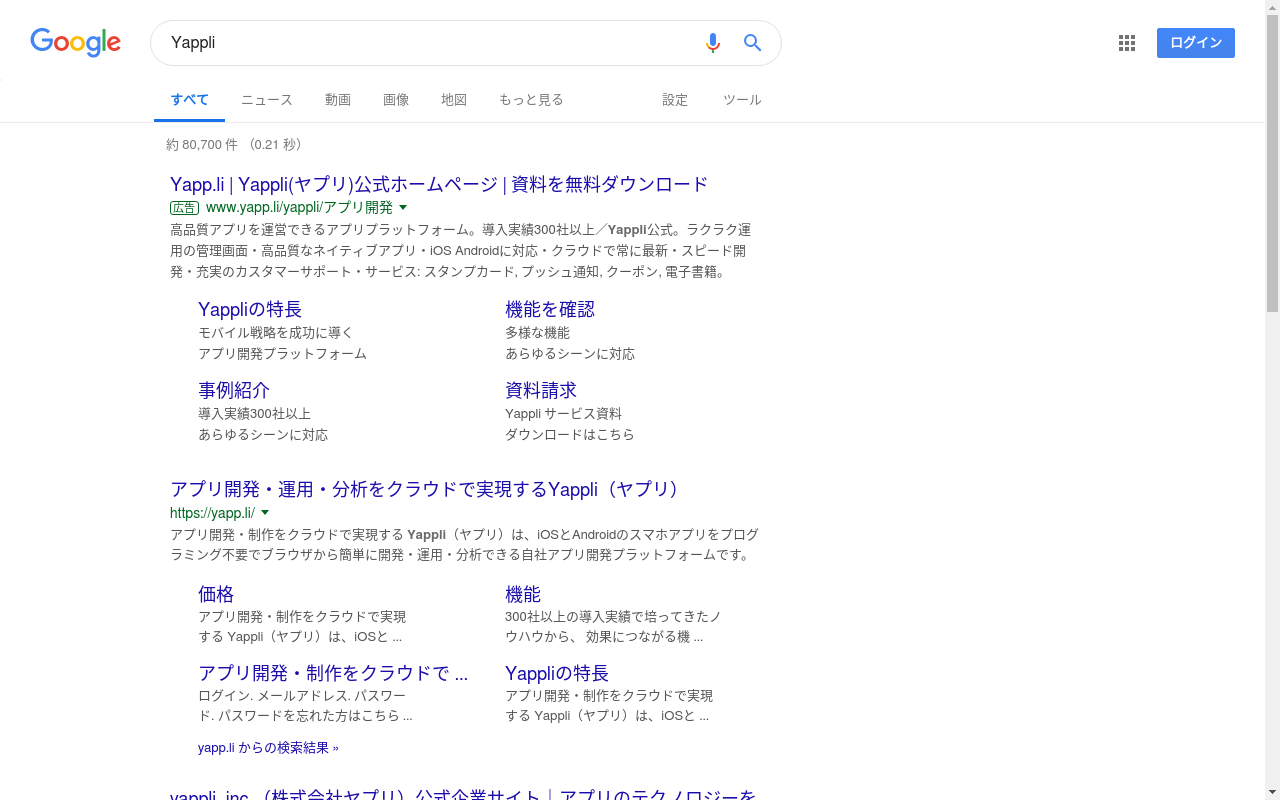 Google
Yappli
ログイン
すべて ニュース 動画 画像 地図 もっと見る 設定 ツール
約 80,700 件 （0.21 秒）
Yapp.li | Yappli(ヤプリ)公式ホームページ | 資料を無料ダウンロード
広告 www.yapp.li/yappli/アプリ開発
高品質アプリを運営できるアプリプラットフォーム。導入実績300社以上／Yappli公式。ラクラク運
用の管理画面・高品質なネイティブアプリ・iOS Androidに対応・クラウドで常に最新・スピード開
発・充実のカスタマーサポート・サービス: スタンプカード, プッシュ通知, クーポン, 電子書籍。
Yappliの特長
モバイル戦略を成功に導く
アプリ開発プラットフォーム
機能を確認
多様な機能
あらゆるシーンに対応
事例紹介
導入実績300社以上
あらゆるシーンに対応
資料請求
Yappli サービス資料
ダウンロードはこちら
アプリ開発・運用・分析をクラウドで実現するYappli（ヤプリ）
https://yapp.li/
アプリ開発・制作をクラウドで実現する Yappli（ヤプリ）は、iOSとAndroidのスマホアプリをプログ
ラミング不要でブラウザから簡単に開発・運用・分析できる自社アプリ開発プラットフォームです。
価格
アプリ開発・制作をクラウドで実現
する Yappli（ヤプリ）は、iOSと ...
機能
300社以上の導入実績で培ってきたノ
ウハウから、 効果につながる機 ...
アプリ開発・制作をクラウドで ...
ログイン. メールアドレス. パスワー
ド. パスワードを忘れた方はこちら ...
Yappliの特長
アプリ開発・制作をクラウドで実現
する Yappli（ヤプリ）は、iOSと ...
yapp.li からの検索結果 »
yappli, inc.（株式会社ヤプリ）公式企業サイト｜アプリのテクノロジーを